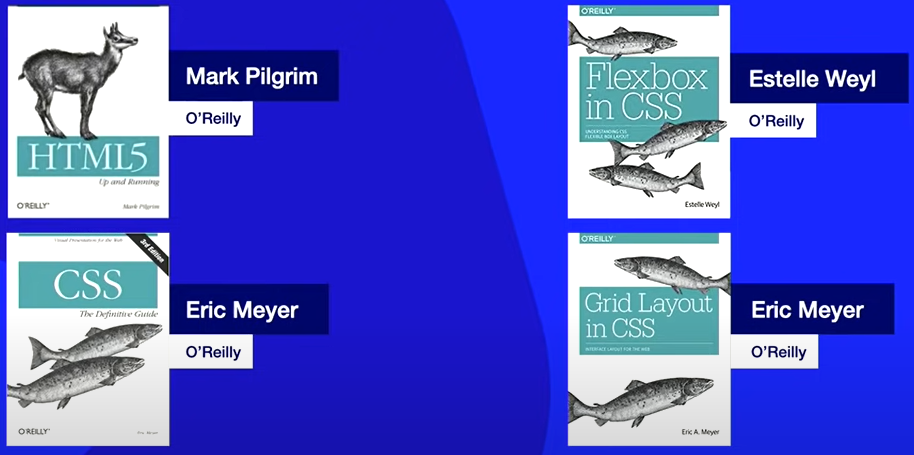 HTML5
Up and Running
O'REILLY®
Mark Pilgrim
Mark Pilgrim
O'Reilly
O'REILLY®
Flexbox
in CSS
UNDERSTANDING CSS
FLEXIBLE BOX LAYOUT
Estelle Weyl
Estelle Weyl
O'Reilly
Visual Presentation for the Web
3rd Edition
CSS
The Definitive Guide
O'REILLY®
Eric Meyer
Eric Meyer
O'Reilly
O'REILLY®
Grid Layout
in CSS
INTERFACE LAYOUT FOR THE WEB
Eric A. Meyer
Eric Meyer
O'Reilly